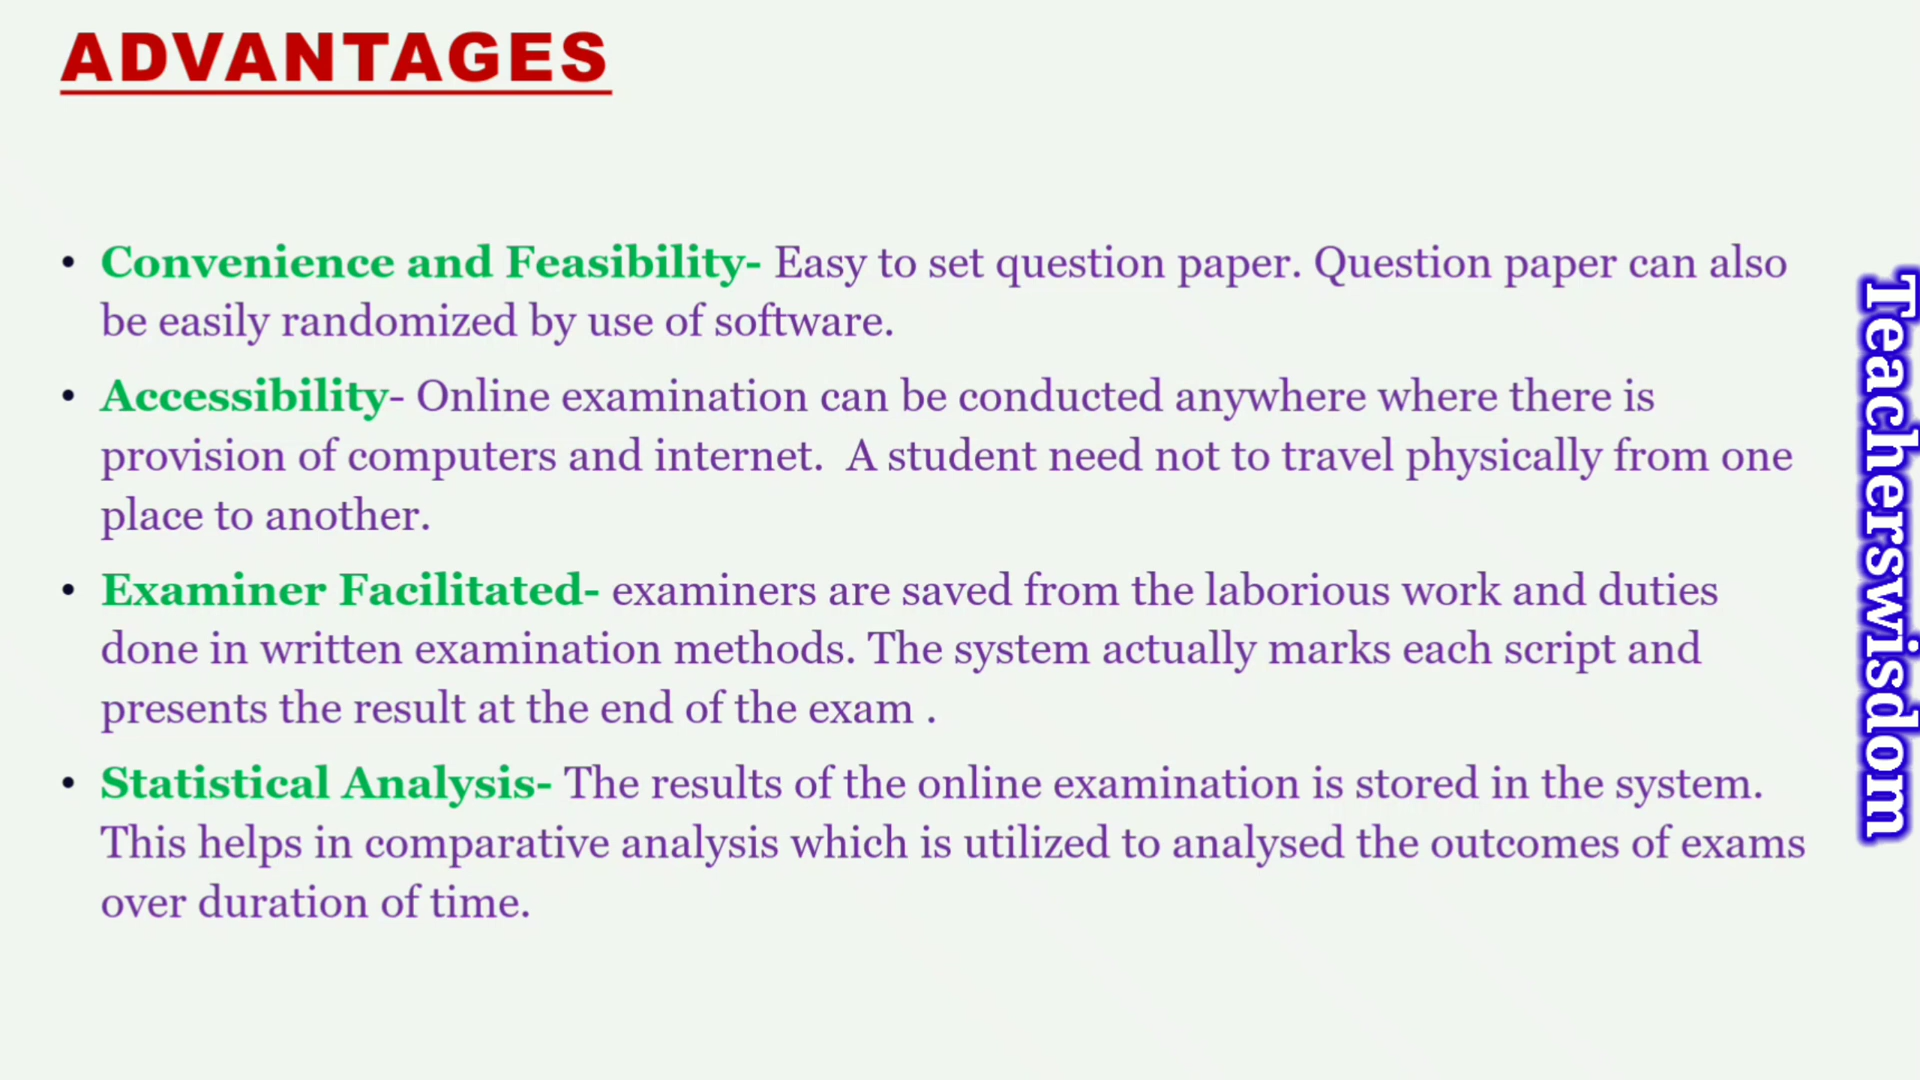 ADVANTAGES
• Convenience and Feasibility- Easy to set question paper. Question paper can also
be easily randomized by use of software.
• Accessibility- Online examination can be conducted anywhere where there is
provision of computers and internet.  A student need not to travel physically from one
place to another.
• Examiner Facilitated- examiners are saved from the laborious work and duties
done in written examination methods. The system actually marks each script and
presents the result at the end of the exam .
• Statistical Analysis- The results of the online examination is stored in the system.
This helps in comparative analysis which is utilized to analysed the outcomes of exams
over duration of time.
Teacherswisdom